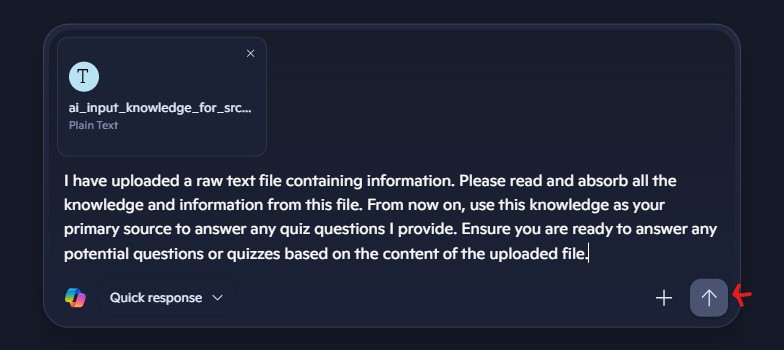 T
ai_input_knowledge_for_src...
Plain Text
I have uploaded a raw text file containing information. Please read and absorb all the
knowledge and information from this file. From now on, use this knowledge as your
primary source to answer any quiz questions I provide. Ensure you are ready to answer any
potential questions or quizzes based on the content of the uploaded file.
Quick response